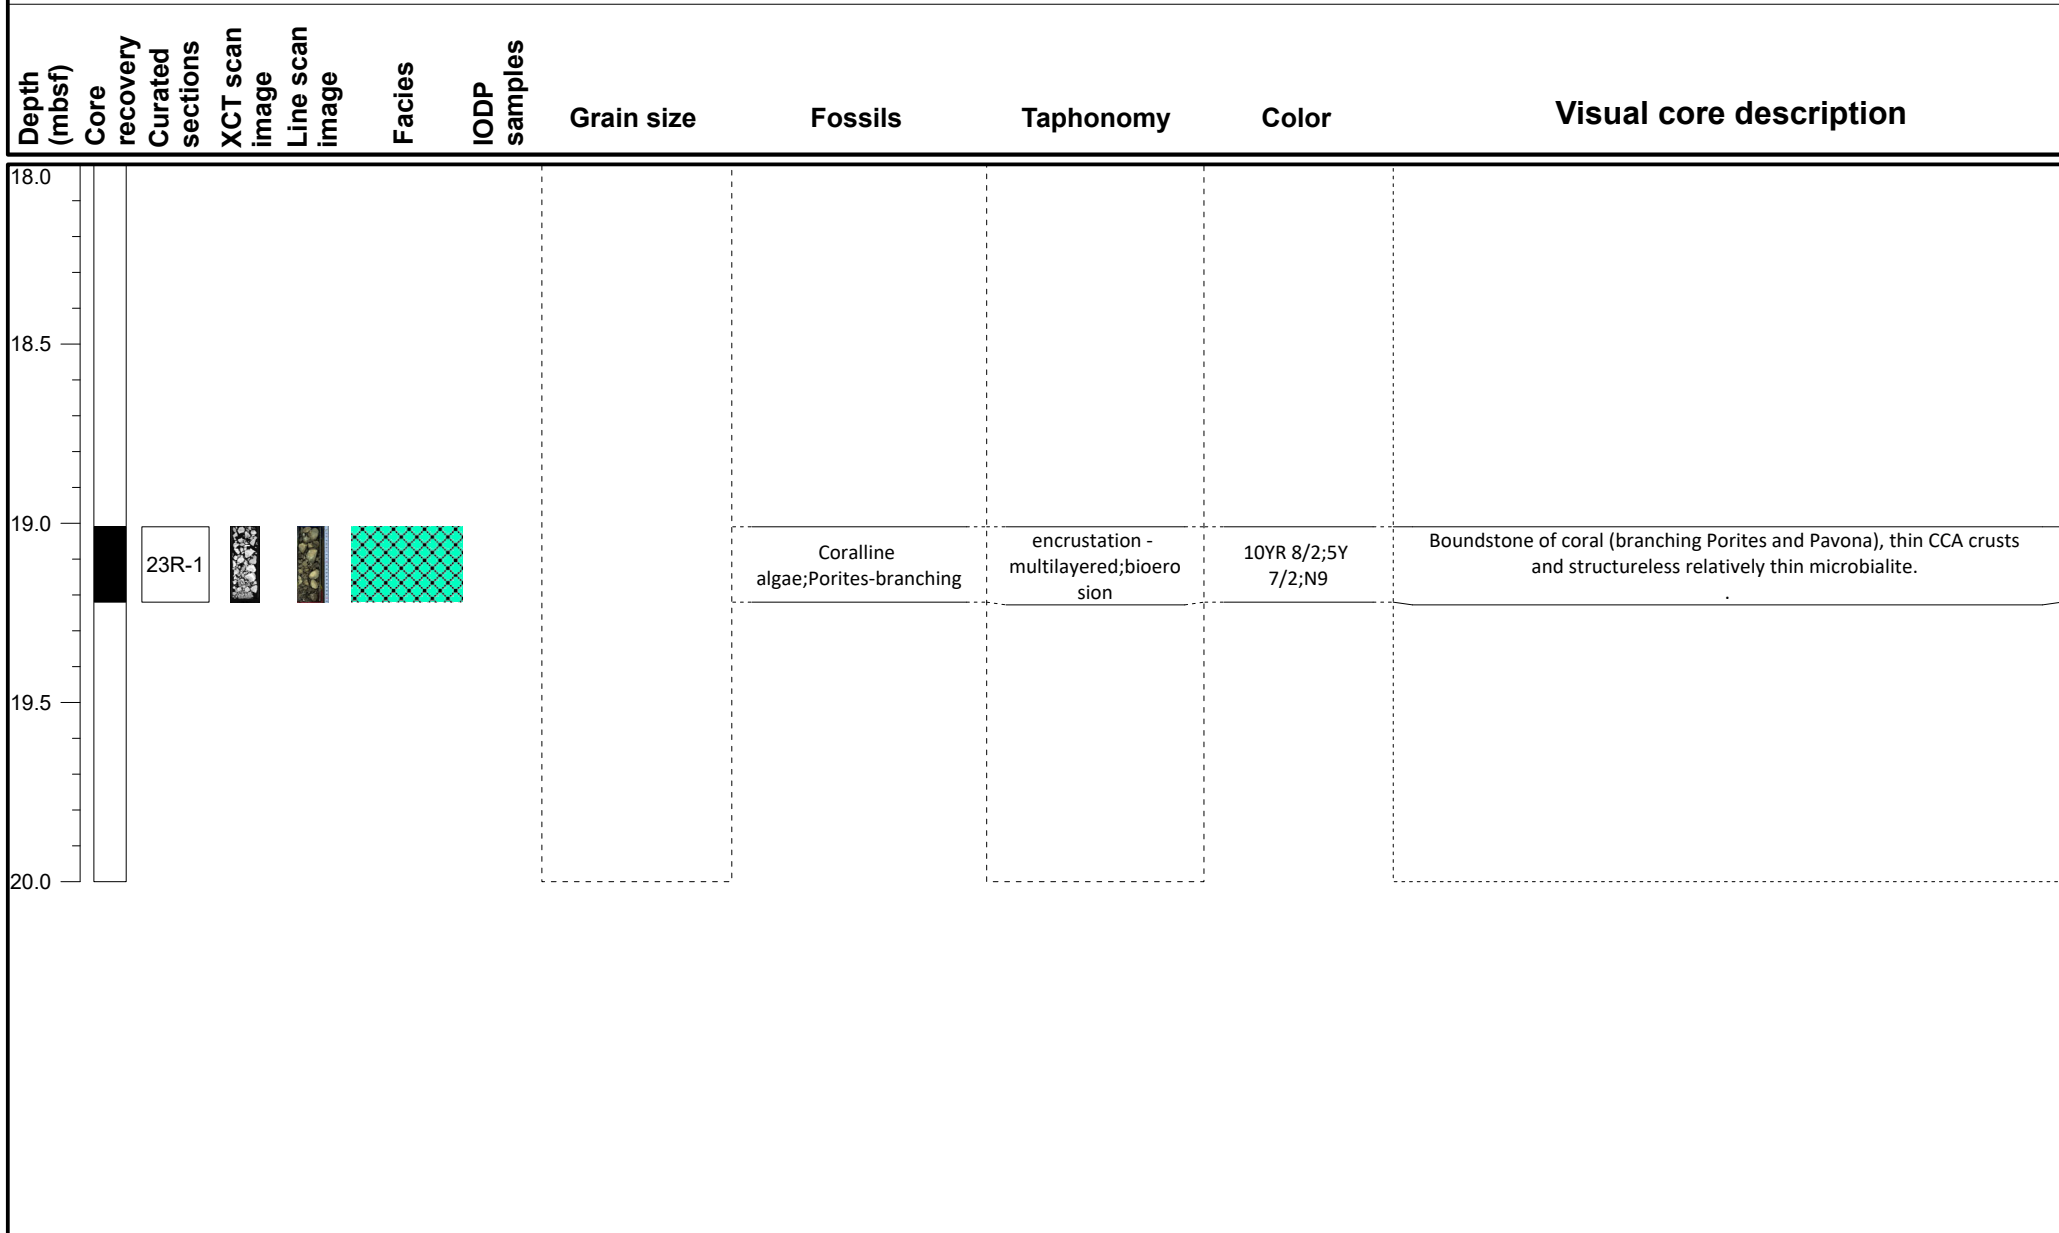 Depth
(mbsf)
Core
recovery
Curated
sections
XCT scan
image
Line scan
image
Facies
IODP
samples
Grain size
Fossils
Taphonomy
Color
Visual core description
18.0
18.5
19.0
19.5
20.0
23R-1
Coralline
algae;Porites-branching
encrustation -
multilayered;bioero
sion
10YR 8/2;5Y
7/2;N9
Boundstone of coral (branching Porites and Pavona), thin CCA crusts
and structureless relatively thin microbialite.
.